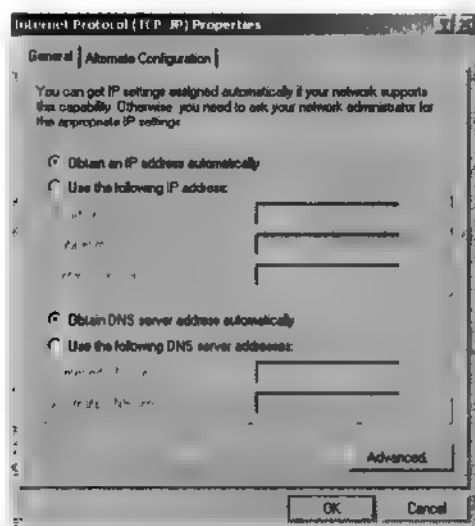 Internet Protocol (TCP/IP) Properties
General
Alternate Configuration
You can get IP settings assigned automatically if your network supports
this capability. Otherwise, you need to ask your network administrator for
the appropriate IP settings.
Obtain an IP address automatically
Use the following IP address:
Obtain DNS server address automatically
Use the following DNS server addresses:
Advanced...
OK
Cancel